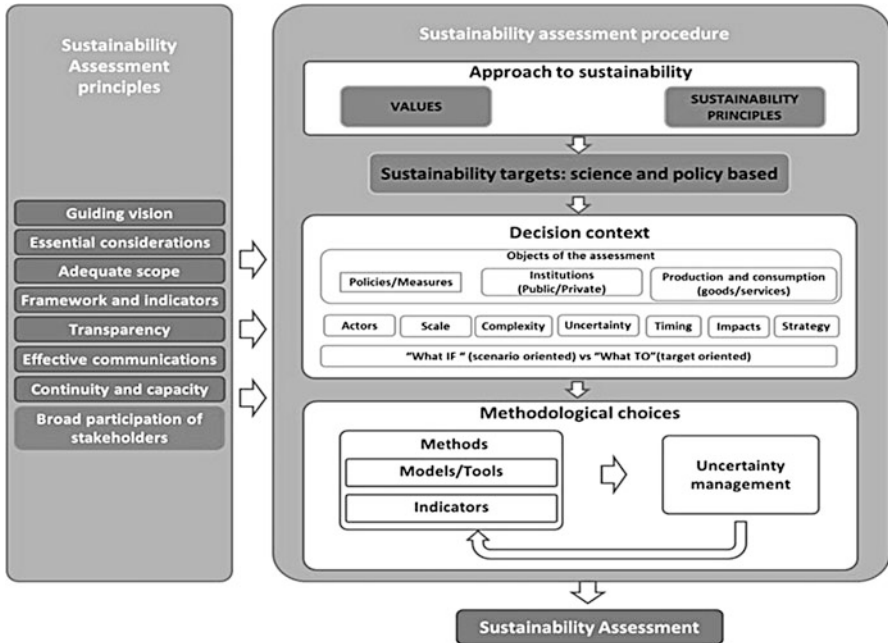 Sustainability
Assessment
principles
Guiding vision
Essential considerations
Adequate scope
Framework and indicators
Transparency
Effective communications
Continuity and capacity
Broad participation of
stakeholders
Sustainability assessment procedure
Approach to sustainability
VALUES
SUSTAINABILITY
PRINCIPLES
Sustainability targets: science and policy based
Decision context
Objects of the assessment
Policies/Measures
Institutions
(Public/Private)
Production and consumption
(goods/services)
Actors
Scale
Complexity
Uncertainty
Timing
Impacts
Strategy
"What IF " (scenario oriented) vs "What TO"(target oriented)
Methodological choices
Methods
Models/Tools
Indicators
Uncertainty
management
Sustainability Assessment